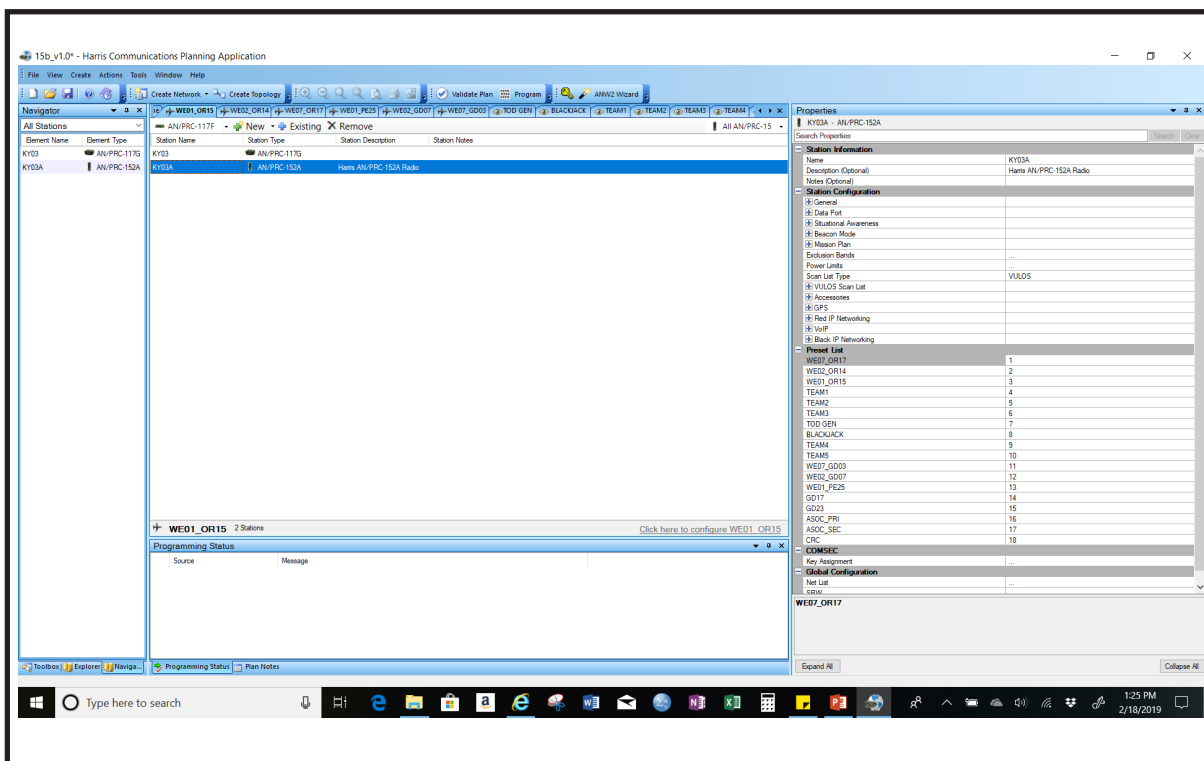 15b_v1.0* - Harris Communications Planning Application
File View Create Actions Tools Window Help
Create Network Create Topology Validate Plan Program ANW2 Wizard
Navigator
All Stations
Element Name Element Type
KY03 AN/PRC-117G
KY03A AN/PRC-152A
WE01_OR15 WE02_OR14 WE07_OR17 WE01_PE25 WE02_GD07 WE07_GD03 TOD GEN BLACKJACK TEAM1 TEAM2 TEAM3 TEAM4
AN/PRC-117F New Existing Remove All AN/PRC-15
Station Name Station Type Station Description Station Notes
KY03 AN/PRC-117G
KY03A AN/PRC-152A Harris AN/PRC-152A Radio
WE01_OR15 2 Stations Click here to configure WE01_OR15
Programming Status
Source Message
Toolbox Explorer Naviga... Programming Status Plan Notes
Properties
KY03A - AN/PRC-152A
Search Properties Search Clear
Station Information
Name KY03A
Description (Optional) Harris AN/PRC-152A Radio
Notes (Optional)
Station Configuration
General
Data Port
Situational Awareness
Beacon Mode
Mission Plan
Exclusion Bands ...
Power Limits ...
Scan List Type VULOS
VULOS Scan List
Accessories
GPS
Red IP Networking
VoIP
Black IP Networking
Preset List
WE07_OR17 1
WE02_OR14 2
WE01_OR15 3
TEAM1 4
TEAM2 5
TEAM3 6
TOD GEN 7
BLACKJACK 8
TEAM4 9
TEAM5 10
WE07_GD03 11
WE02_GD07 12
WE01_PE25 13
GD17 14
GD23 15
ASOC_PRI 16
ASOC_SEC 17
CRC 18
COMSEC
Key Assignment ...
Global Configuration
Net List ...
SRW
WE07_OR17
Expand All Collapse All
Type here to search
1:25 PM
2/18/2019